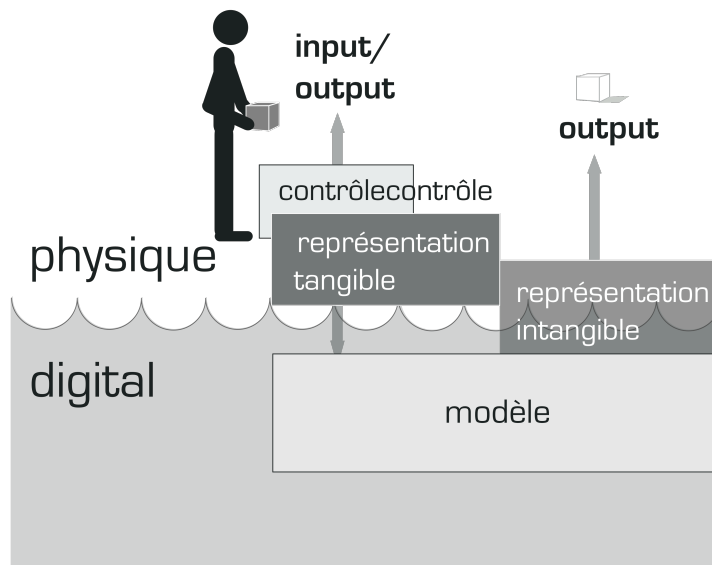 input/
output
output
contrôlecontrôle
physique
représentation
tangible
représentation
intangible
digital
modèle